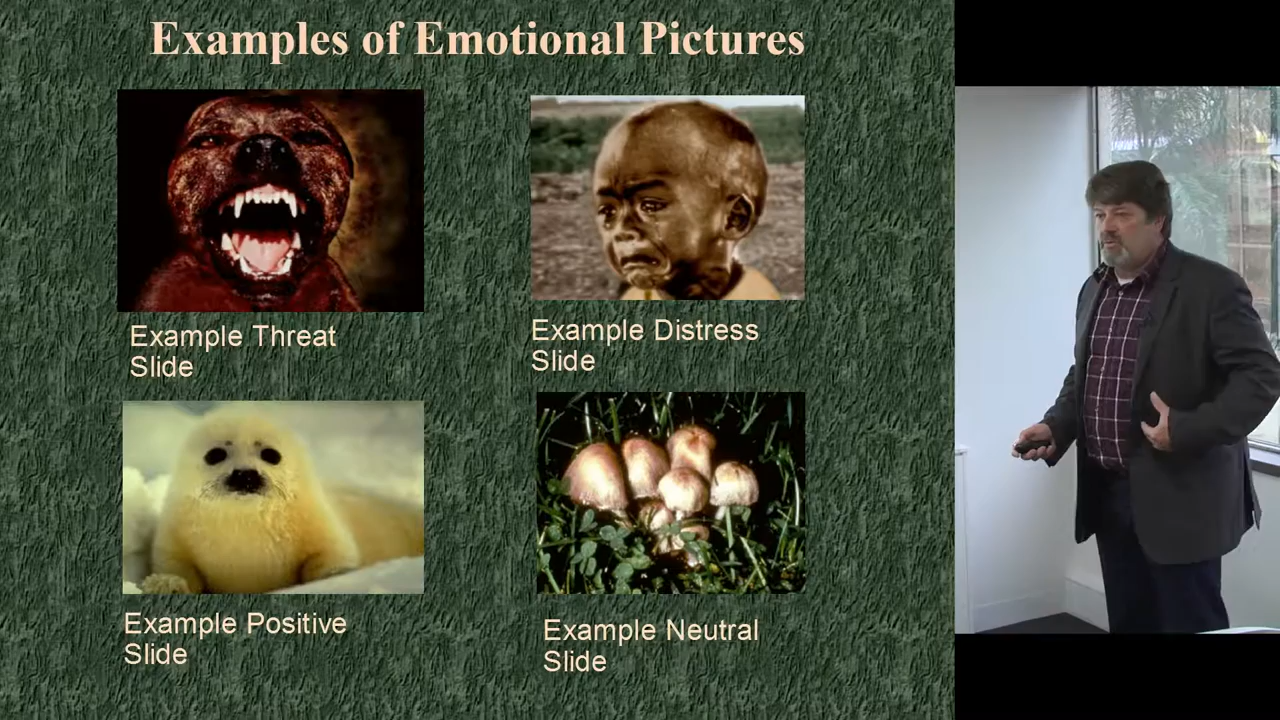 Examples of Emotional Pictures
Example Threat
Slide
Example Distress
Slide
Example Positive
Slide
Example Neutral
Slide